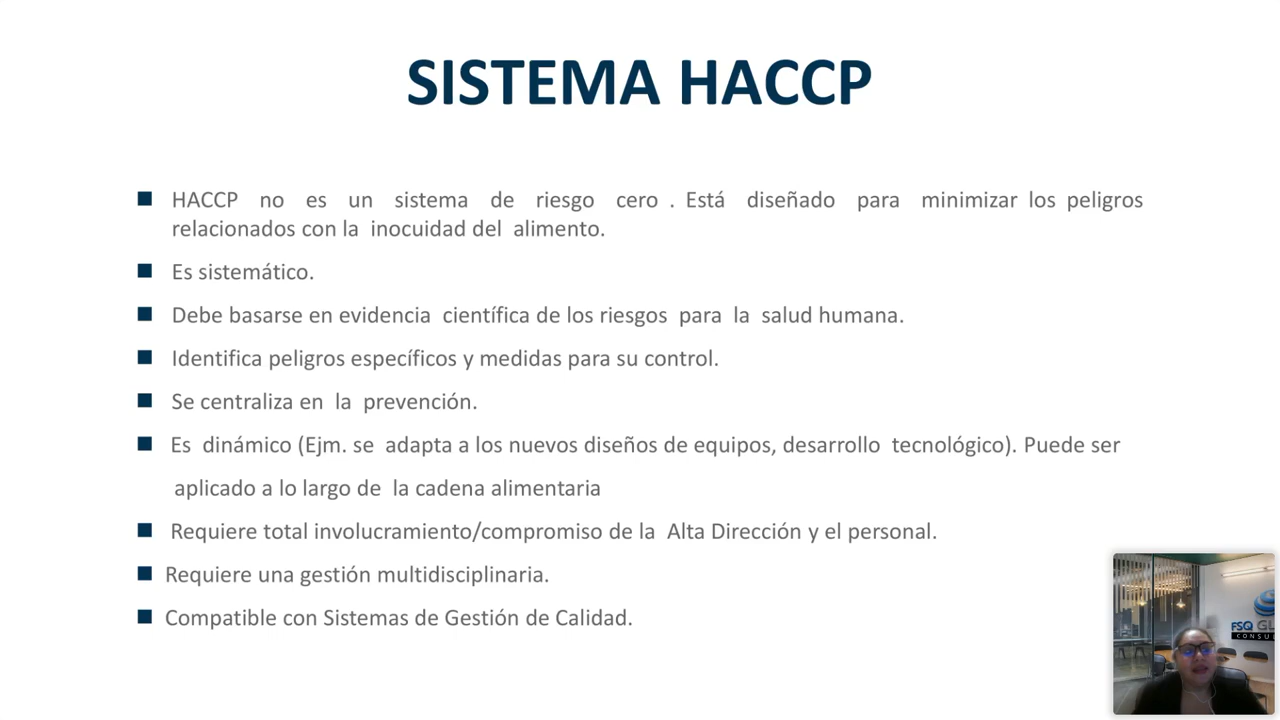 SISTEMA HACCP
HACCP no es un sistema de riesgo cero . Está diseñado para minimizar los peligros
relacionados con la inocuidad del alimento.
Es sistemático.
Debe basarse en evidencia científica de los riesgos para la salud humana.
Identifica peligros específicos y medidas para su control.
Se centraliza en la prevención.
Es dinámico (Ejm. se adapta a los nuevos diseños de equipos, desarrollo tecnológico). Puede ser
aplicado a lo largo de la cadena alimentaria
Requiere total involucramiento/compromiso de la Alta Dirección y el personal.
Requiere una gestión multidisciplinaria.
Compatible con Sistemas de Gestión de Calidad.
FSQ